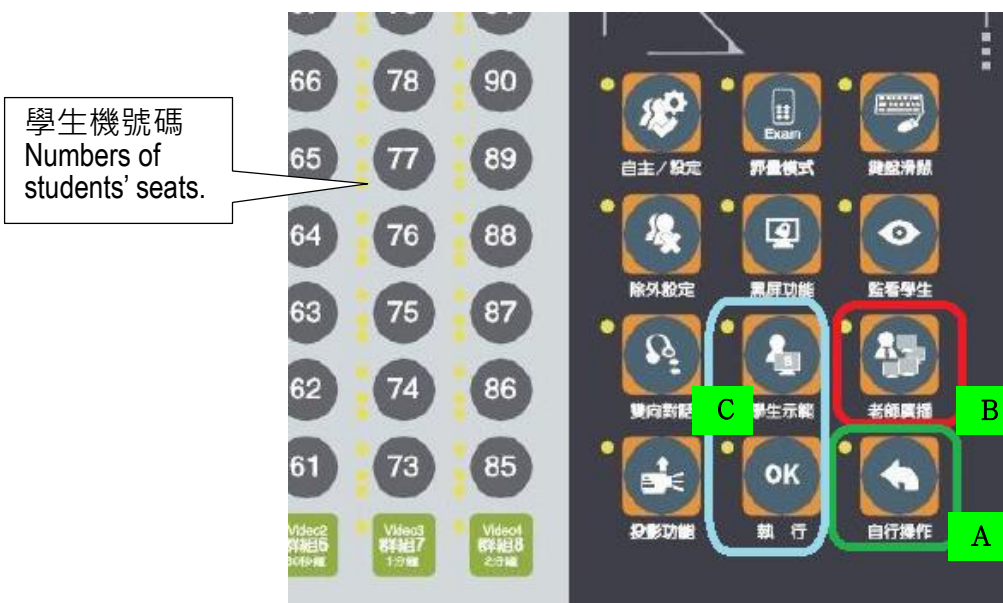 學生機號碼
Numbers of
students' seats.
66 78 90
65 77 89
64 76 88
63 75 87
62 74 86
61 73 85
Video2 Video3 Video4
群組6 群組7 群組8
1分鐘 2分鐘
Exam
自主/設定 評量模式 鍵盤滑鼠
除外設定 黑屏功能 監看學生
S
雙向對話 C 學生示範 老師廣播 B
OK
投影功能 執 行 自行操作 A